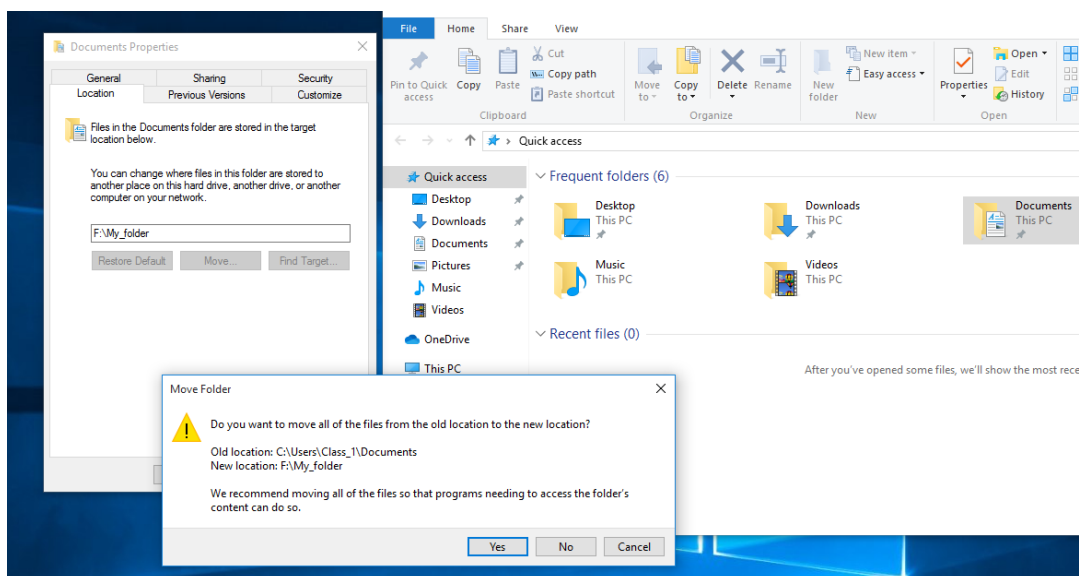 Documents Properties
General Sharing Security
Location Previous Versions Customize
Files in the Documents folder are stored in the target
location below.
You can change where files in this folder are stored to
another place on this hard drive, another drive, or another
computer on your network.
F:\My_folder
Restore Default Move... Find Target...
File Home Share View
Pin to Quick
access
Copy
Paste
Cut
Copy path
Paste shortcut
Clipboard
Move
to
Copy
to
Delete
Rename
Organize
New
folder
New item
Easy access
New
Properties
Open
Edit
History
Open
Quick access
Quick access
Desktop
Downloads
Documents
Pictures
Music
Videos
OneDrive
This PC
Frequent folders (6)
Desktop
This PC
Downloads
This PC
Documents
This PC
Music
This PC
Videos
This PC
Recent files (0)
After you've opened some files, we'll show the most rece
Move Folder
Do you want to move all of the files from the old location to the new location?
Old location: C:\Users\Class_1\Documents
New location: F:\My_folder
We recommend moving all of the files so that programs needing to access the folder's
content can do so.
Yes No Cancel